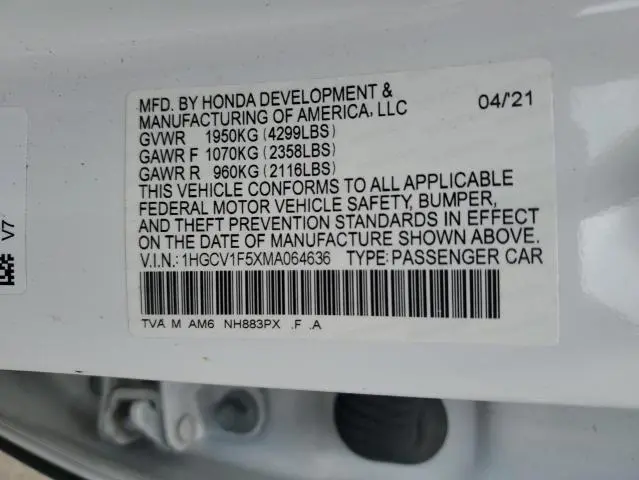 MFD. BY HONDA DEVELOPMENT &
MANUFACTURING OF AMERICA, LLC 04/'21
GVWR 1950KG (4299LBS)
GAWR F 1070KG (2358LBS)
GAWR R 960KG (2116LBS)
THIS VEHICLE CONFORMS TO ALL APPLICABLE
FEDERAL MOTOR VEHICLE SAFETY, BUMPER,
AND THEFT PREVENTION STANDARDS IN EFFECT
ON THE DATE OF MANUFACTURE SHOWN ABOVE.
V.I.N.: 1HGCV1F5XMA064636 TYPE: PASSENGER CAR
TVA M AM6 NH883PX .F .A
V7